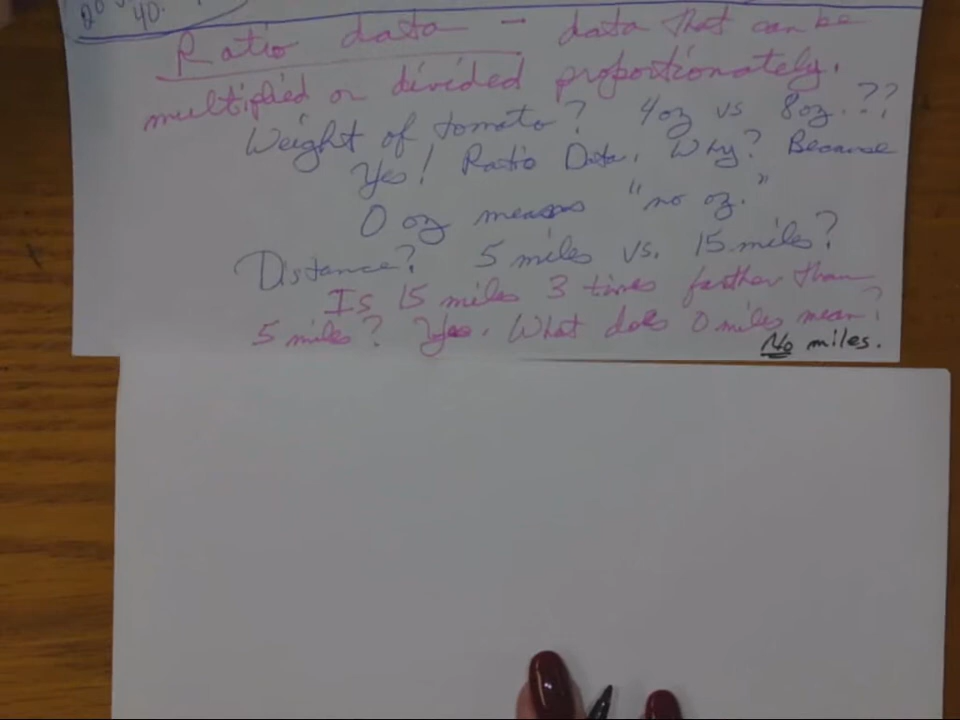 20
40.
Ratio data - data that can be
multiplied or divided proportionately.
Weight of tomato? 4oz vs 8oz.??
Yes! Ratio Data. Why? Because
0 oz means "no oz."
Distance? 5 miles vs. 15 miles?
Is 15 miles 3 times farther than
5 miles? Yes. What does 0 miles mean?
No miles.